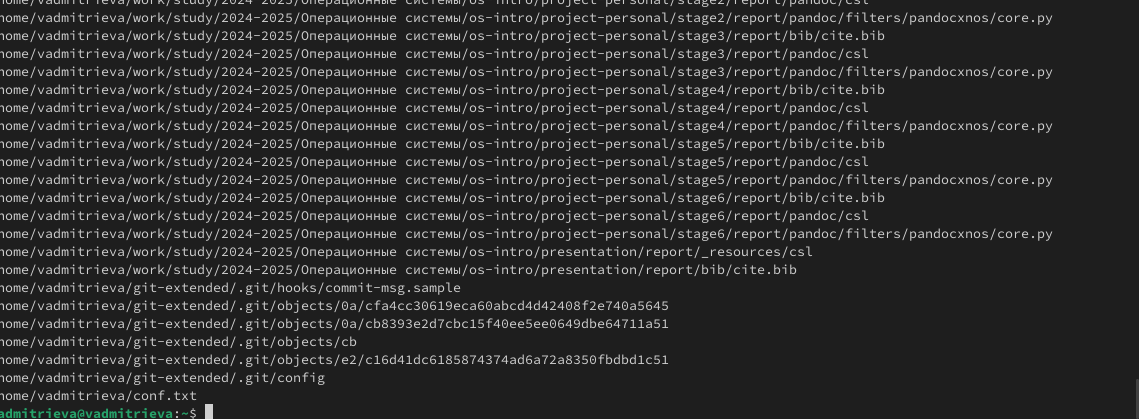 home/vadmitrieva/work/study/2024-2025/Операционные системы/os-intro/project-personal/stage2/report/pandoc/csl
home/vadmitrieva/work/study/2024-2025/Операционные системы/os-intro/project-personal/stage2/report/pandoc/filters/pandocxnos/core.py
home/vadmitrieva/work/study/2024-2025/Операционные системы/os-intro/project-personal/stage3/report/bib/cite.bib
home/vadmitrieva/work/study/2024-2025/Операционные системы/os-intro/project-personal/stage3/report/pandoc/csl
home/vadmitrieva/work/study/2024-2025/Операционные системы/os-intro/project-personal/stage3/report/pandoc/filters/pandocxnos/core.py
home/vadmitrieva/work/study/2024-2025/Операционные системы/os-intro/project-personal/stage4/report/bib/cite.bib
home/vadmitrieva/work/study/2024-2025/Операционные системы/os-intro/project-personal/stage4/report/pandoc/csl
home/vadmitrieva/work/study/2024-2025/Операционные системы/os-intro/project-personal/stage4/report/pandoc/filters/pandocxnos/core.py
home/vadmitrieva/work/study/2024-2025/Операционные системы/os-intro/project-personal/stage5/report/bib/cite.bib
home/vadmitrieva/work/study/2024-2025/Операционные системы/os-intro/project-personal/stage5/report/pandoc/csl
home/vadmitrieva/work/study/2024-2025/Операционные системы/os-intro/project-personal/stage5/report/pandoc/filters/pandocxnos/core.py
home/vadmitrieva/work/study/2024-2025/Операционные системы/os-intro/project-personal/stage6/report/bib/cite.bib
home/vadmitrieva/work/study/2024-2025/Операционные системы/os-intro/project-personal/stage6/report/pandoc/csl
home/vadmitrieva/work/study/2024-2025/Операционные системы/os-intro/project-personal/stage6/report/pandoc/filters/pandocxnos/core.py
home/vadmitrieva/work/study/2024-2025/Операционные системы/os-intro/presentation/report/_resources/csl
home/vadmitrieva/work/study/2024-2025/Операционные системы/os-intro/presentation/report/bib/cite.bib
home/vadmitrieva/git-extended/.git/hooks/commit-msg.sample
home/vadmitrieva/git-extended/.git/objects/0a/cfa4cc30619eca60abcd4d42408f2e740a5645
home/vadmitrieva/git-extended/.git/objects/0a/cb8393e2d7cbc15f40ee5ee0649dbe64711a51
home/vadmitrieva/git-extended/.git/objects/cb
home/vadmitrieva/git-extended/.git/objects/e2/c16d41dc6185874374ad6a72a8350fbdbd1c51
home/vadmitrieva/git-extended/.git/config
home/vadmitrieva/conf.txt
admitrieva@vadmitrieva:~$